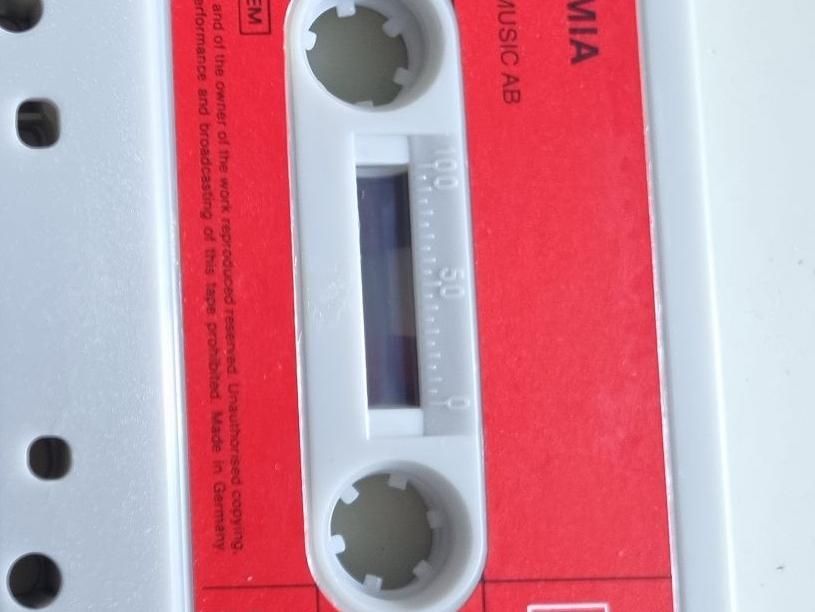 MIA
MUSIC AB
100 50 0
EM
and of the owner of the work reproduced reserved. Unauthorised copying,
erformance and broadcasting of this tape prohibited. Made in Germany